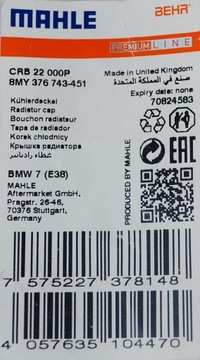 MAHLE
BEHR®
PREMIUM LINE
CRB 22 000P
8MY 376 743-451
Made in United Kingdom
صنع في المملكة المتحدة
Expiry date: none
70824583
Kühlerdeckel
Radiator cap
Bouchon radiateur
Tapa de radiador
Korek chłodnicy
Крышка радиатора
غطاء رادياتير
BMW 7 (E38)
MAHLE
Aftermarket GmbH,
Pragstr. 26-46,
70376 Stuttgart,
Germany
PRODUCED BY MAHLE
EAC
7 575227 378148
4 057635 104470